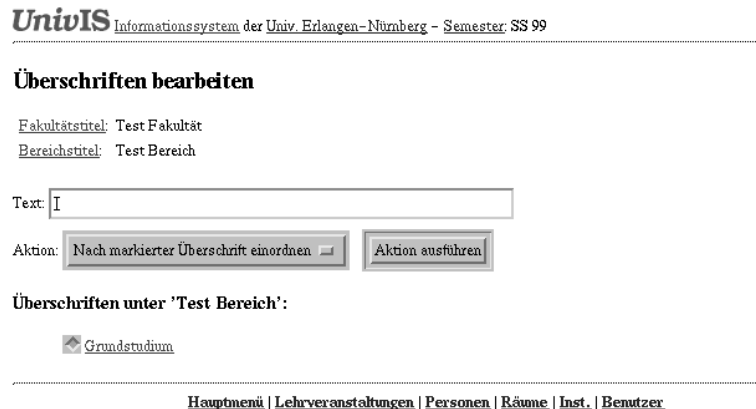 UnivIS Informationssystem der Univ. Erlangen-Nürnberg - Semester: SS 99
Überschriften bearbeiten
Fakultätstitel: Test Fakultät
Bereichstitel: Test Bereich
Text:
Aktion: Nach markierter Überschrift einordnen Aktion ausführen
Überschriften unter 'Test Bereich':
Grundstudium
Hauptmenü | Lehrveranstaltungen | Personen | Räume | Inst. | Benutzer